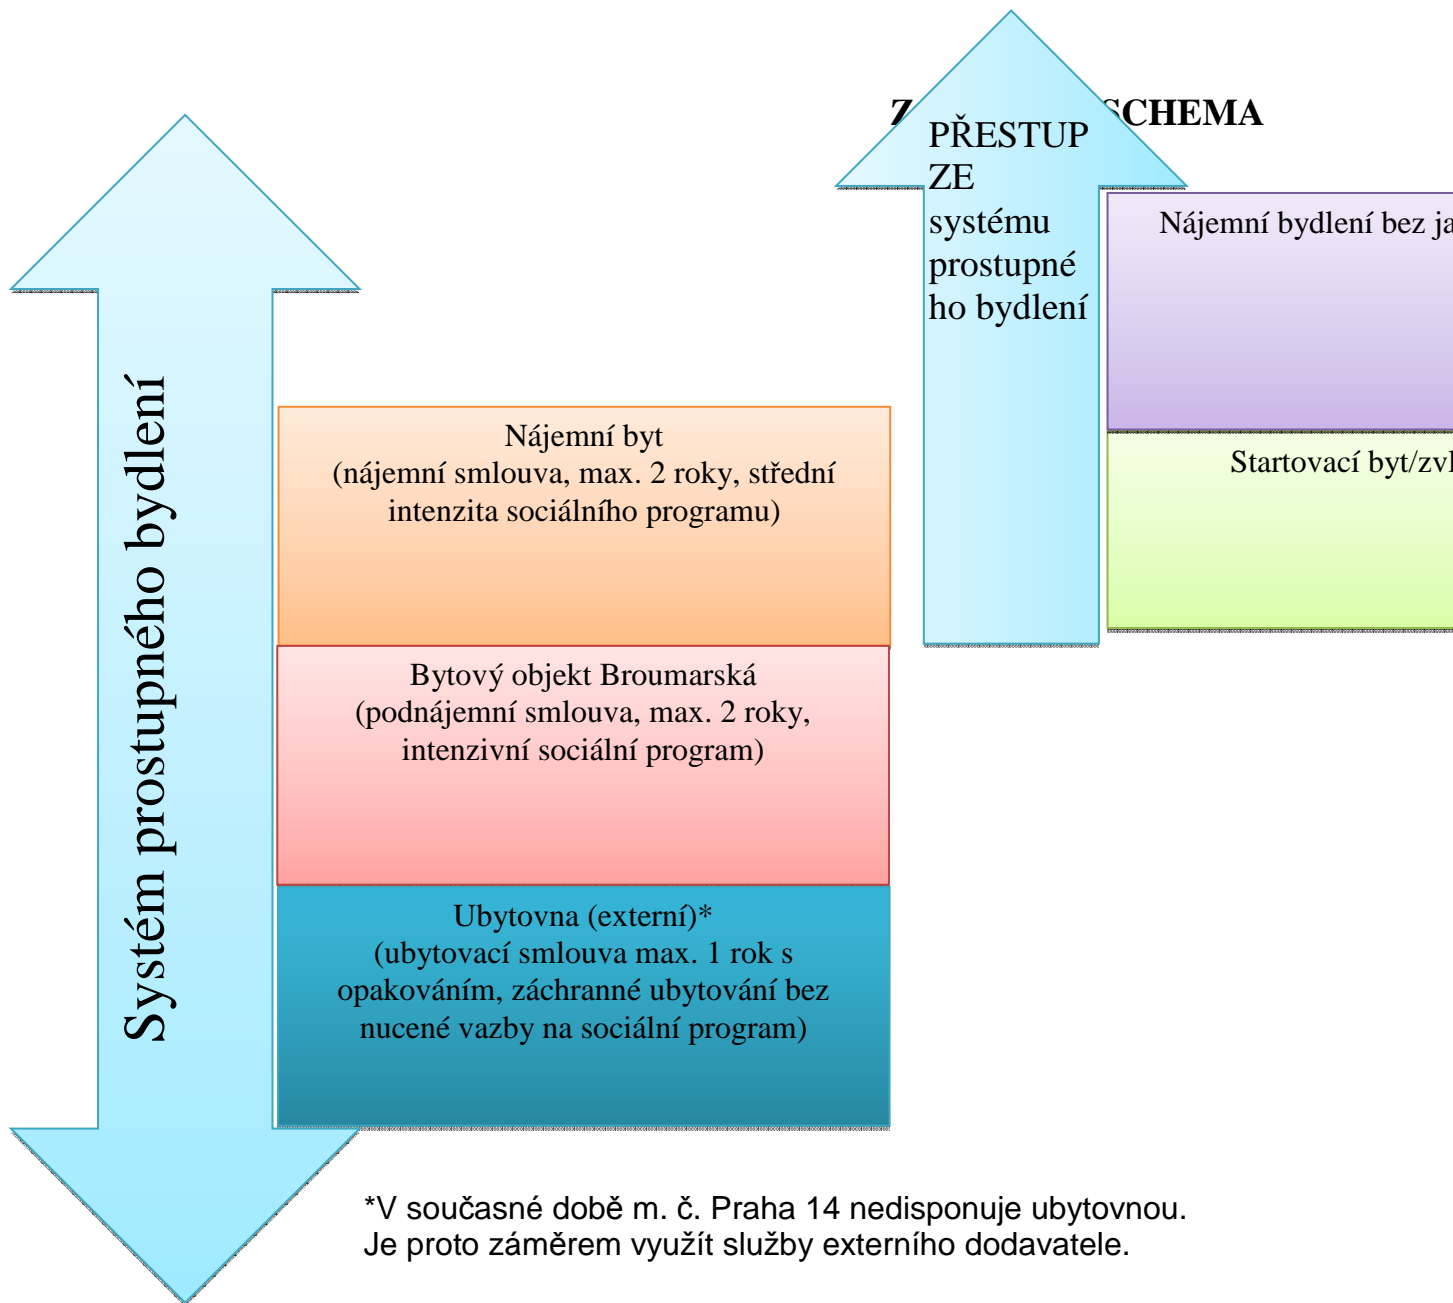 SCHEMA
PŘESTUP
ZE
systému
prostupné
ho bydlení
Nájemní bydlení bez
Startovací
Systém prostupného bydlení
Nájemní byt
(nájemní smlouva, max. 2 roky, střední
intenzita sociálního programu)
Bytový objekt Broumarská
(podnájemní smlouva, max. 2 roky,
intenzivní sociální program)
Ubytovna (externí)*
(ubytovací smlouva max. 1 rok s
opakováním, záchranné ubytování bez
nucené vazby na sociální program)
*V současné době m. č. Praha 14 nedisponuje ubytovnou.
Je proto záměrem využít služby externího dodavatele.